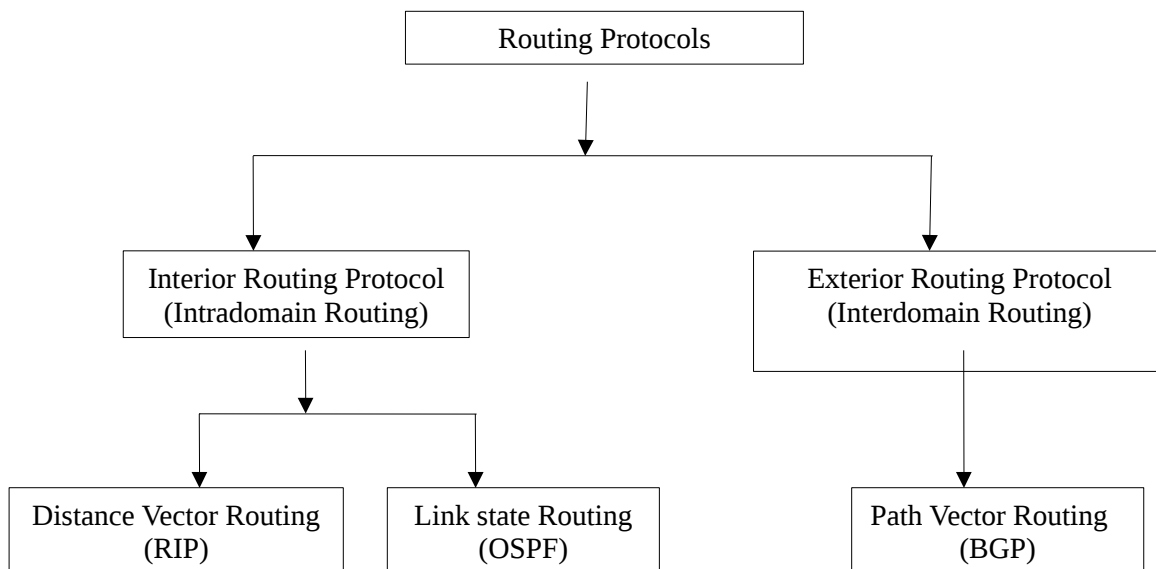 Routing Protocols
Interior Routing Protocol
(Intradomain Routing)
Exterior Routing Protocol
(Interdomain Routing)
Distance Vector Routing
(RIP)
Link state Routing
(OSPF)
Path Vector Routing
(BGP)